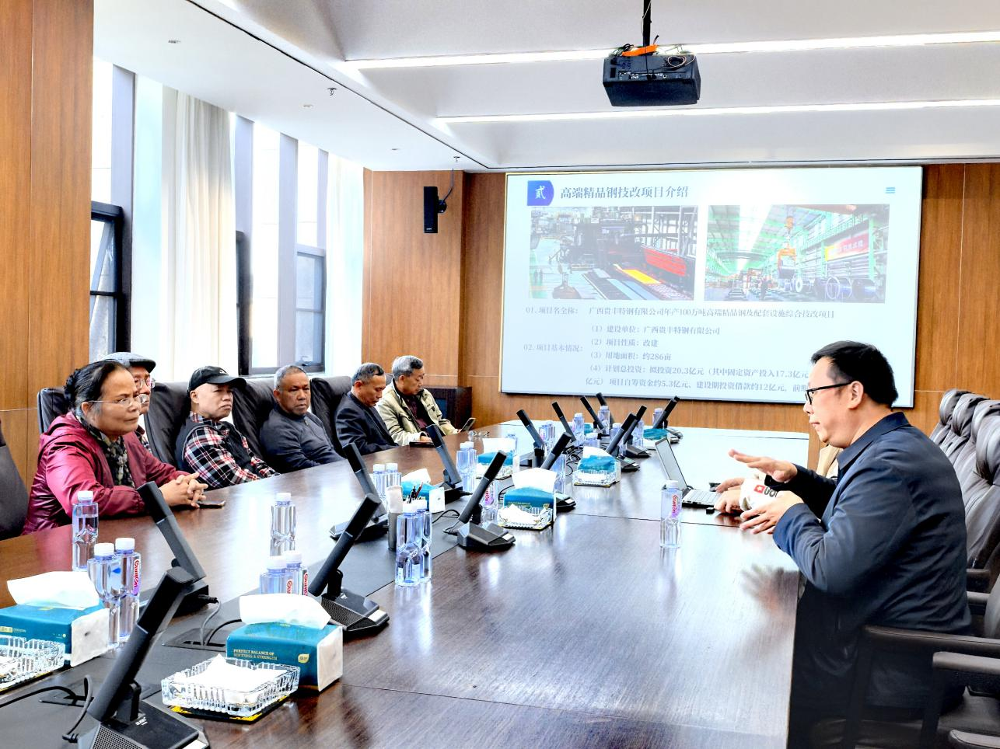 贰 高端精品钢技改项目介绍
01. 项目名全称： 广西贵丰特钢有限公司年产100万吨高端精品钢及配套设施综合技改项目
02. 项目基本情况：
（1）建设单位：广西贵丰特钢有限公司
（2）项目性质：改建
（3）用地面积：约286亩
（4）计划总投资：拟投资20.3亿元（其中固定资产投入17.3亿元
亿元） 项目自筹资金约5.3亿元、建设期投资借款约12亿元，前期
PERFECT BALANCE OF
SOFTNESS & STRENGTH